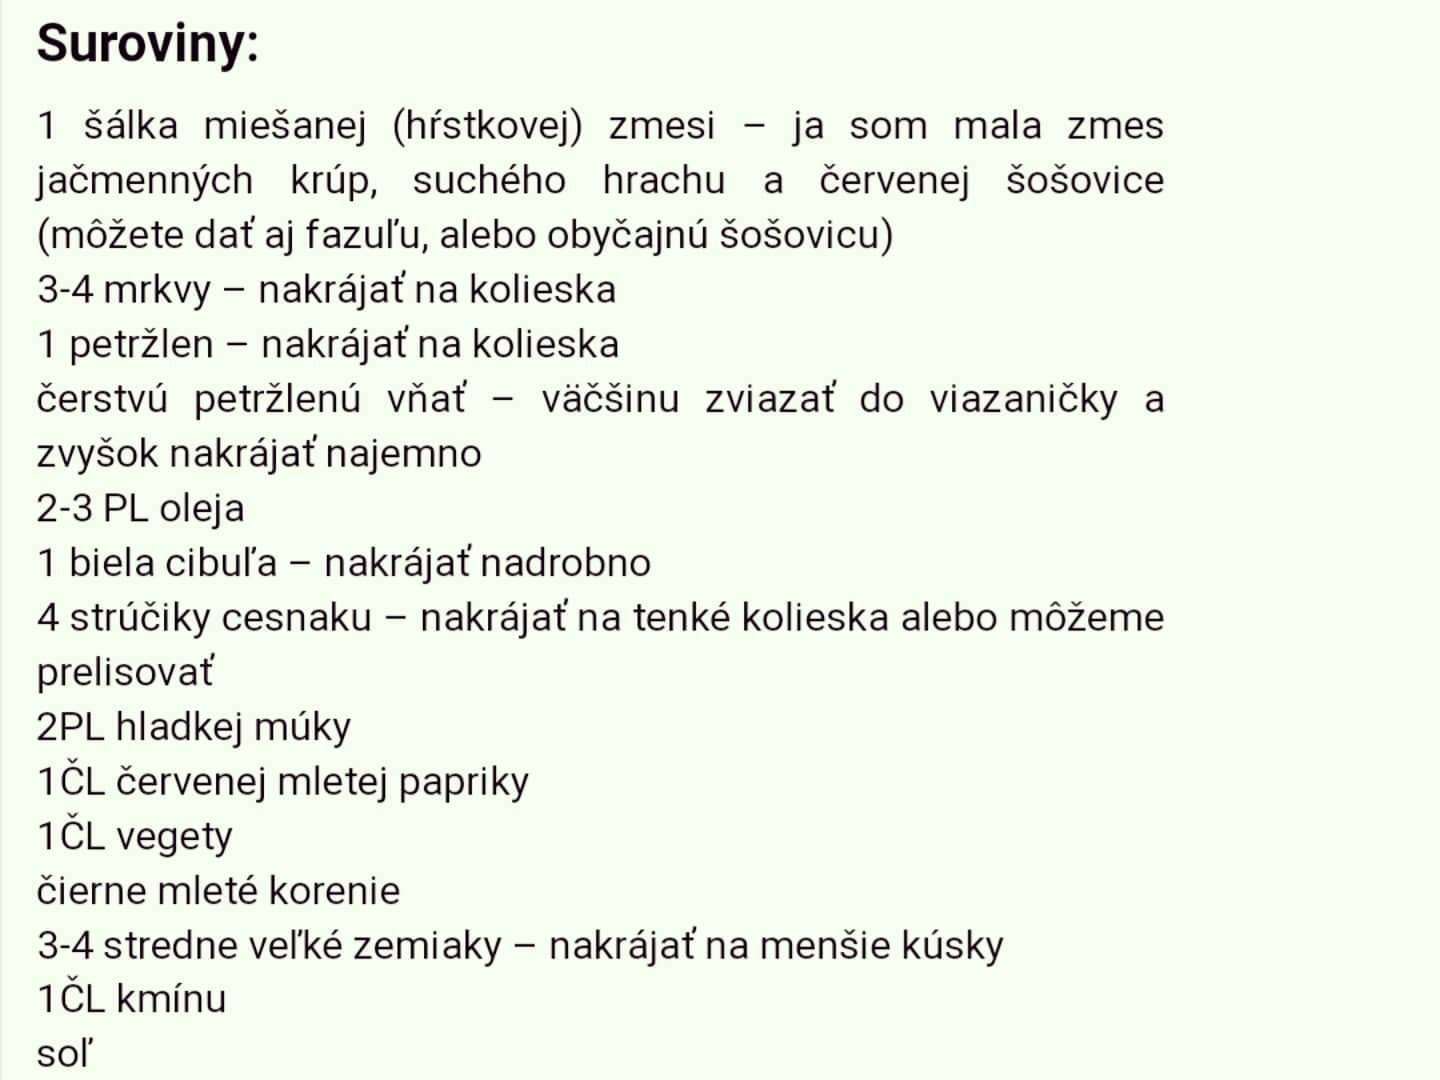 Suroviny:
1 šálka miešanej (hŕstkovej) zmesi – ja som mala zmes
jačmenných krúp, suchého hrachu a červenej šošovice
(môžete dať aj fazuľu, alebo obyčajnú šošovicu)
3-4 mrkvy – nakrájať na kolieska
1 petržlen – nakrájať na kolieska
čerstvú petržlenú vňať – väčšinu zviazať do viazaničky a
zvyšok nakrájať najemno
2-3 PL oleja
1 biela cibuľa – nakrájať nadrobno
4 strúčiky cesnaku – nakrájať na tenké kolieska alebo môžeme
prelisovať
2PL hladkej múky
1ČL červenej mletej papriky
1ČL vegety
čierne mleté korenie
3-4 stredne veľké zemiaky – nakrájať na menšie kúsky
1ČL kmínu
soľ